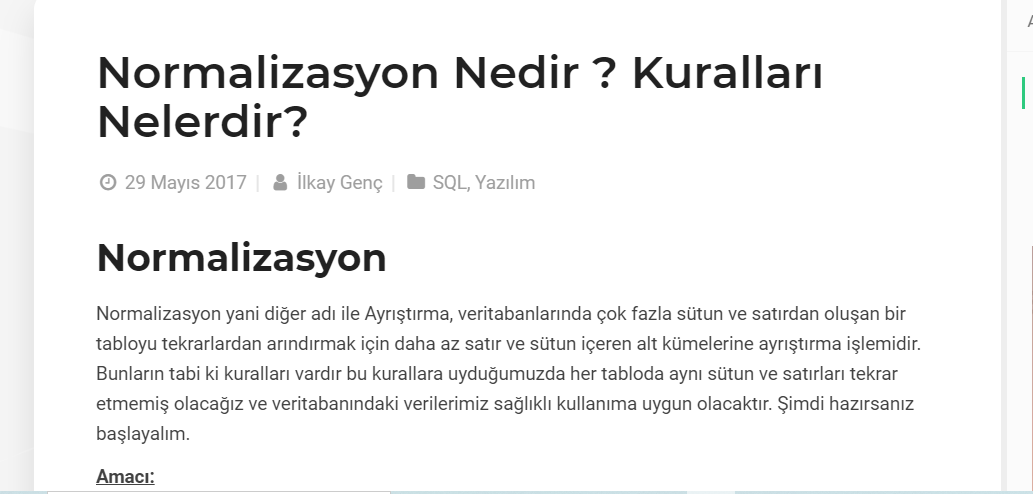 Normalizasyon Nedir ? Kuralları
Nelerdir?
29 Mayıs 2017 | İlkay Genç | SQL, Yazılım
Normalizasyon
Normalizasyon yani diğer adı ile Ayrıştırma, veritabanlarında çok fazla sütun ve satırdan oluşan bir
tabloyu tekrarlardan arındırmak için daha az satır ve sütun içeren alt kümelerine ayrıştırma işlemidir.
Bunların tabi ki kuralları vardır bu kurallara uyduğumuzda her tabloda aynı sütun ve satırları tekrar
etmemiş olacağız ve veritabanındaki verilerimiz sağlıklı kullanıma uygun olacaktır. Şimdi hazırsanız
başlayalım.
Amacı: